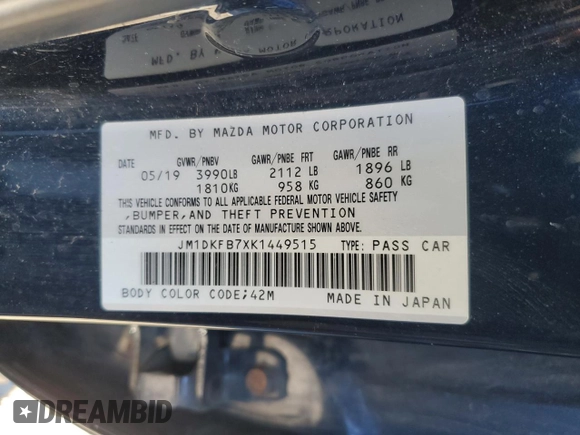 MFD. BY MAZDA MOTOR CORPORATION
DATE GVWR/PNBV GAWR/PNBE FRT GAWR/PNBE RR
05/19 3990LB 2112 LB 1896 LB
1810KG 958 KG 860 KG
THIS VEHICLE CONFORMS TO ALL APPLICABLE FEDERAL MOTOR VEHICLE SAFETY
,BUMPER,AND THEFT PREVENTION
STANDARDS IN EFFECT ON THE DATE OF MANUFACTURE SHOWN ABOVE.
JM1DKFB7XK1449515 TYPE: PASS CAR
BODY COLOR CODE;42M MADE IN JAPAN
DREAMBID